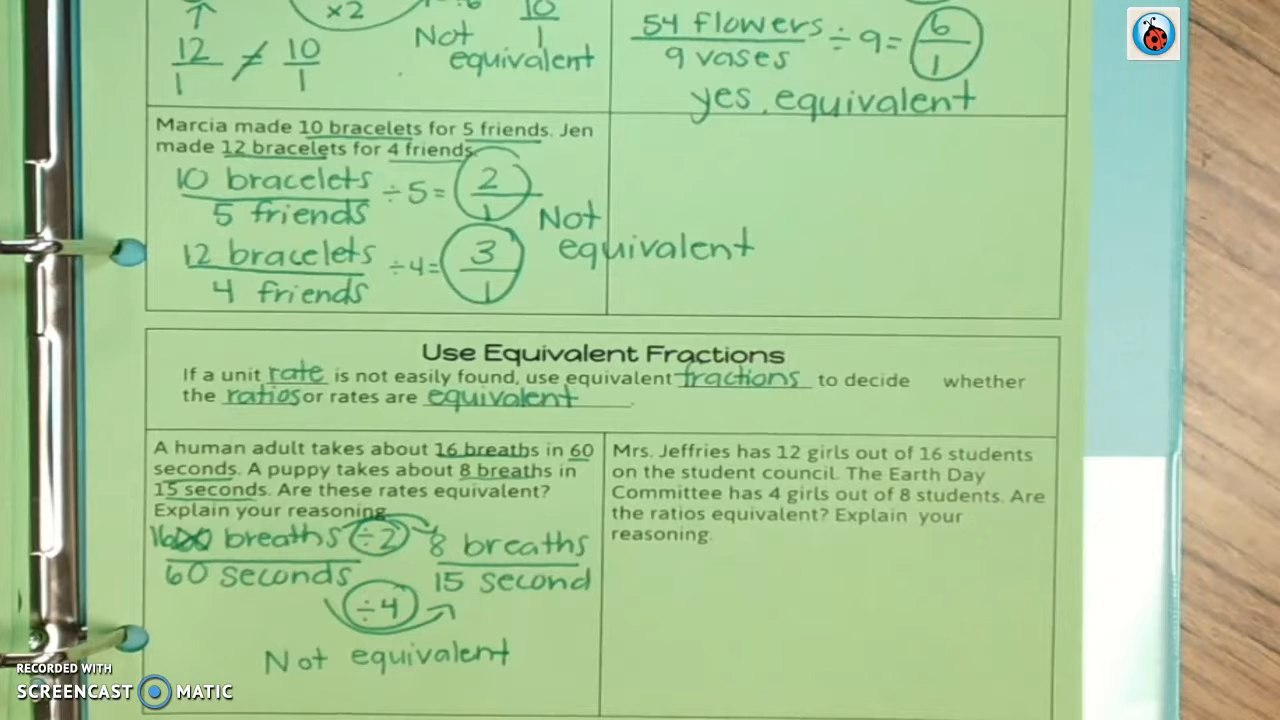 ×2
12
1
≠
10
1
10
1
Not
equivalent
54 flowers
9 vases
÷ 9 =
6
1
yes, equivalent
Marcia made 10 bracelets for 5 friends. Jen
made 12 bracelets for 4 friends.
10 bracelets
5 friends
÷ 5 =
2
1
Not
equivalent
12 bracelets
4 friends
÷ 4 =
3
1
Use Equivalent Fractions
If a unit rate is not easily found, use equivalent fractions to decide whether
the ratios or rates are equivalent.
A human adult takes about 16 breaths in 60
seconds. A puppy takes about 8 breaths in
15 seconds. Are these rates equivalent?
Explain your reasoning.
16 breaths ÷2 8 breaths
60 seconds 15 second
÷4
Not equivalent
Mrs. Jeffries has 12 girls out of 16 students
on the student council. The Earth Day
Committee has 4 girls out of 8 students. Are
the ratios equivalent? Explain your
reasoning.
RECORDED WITH
SCREENCAST MATIC